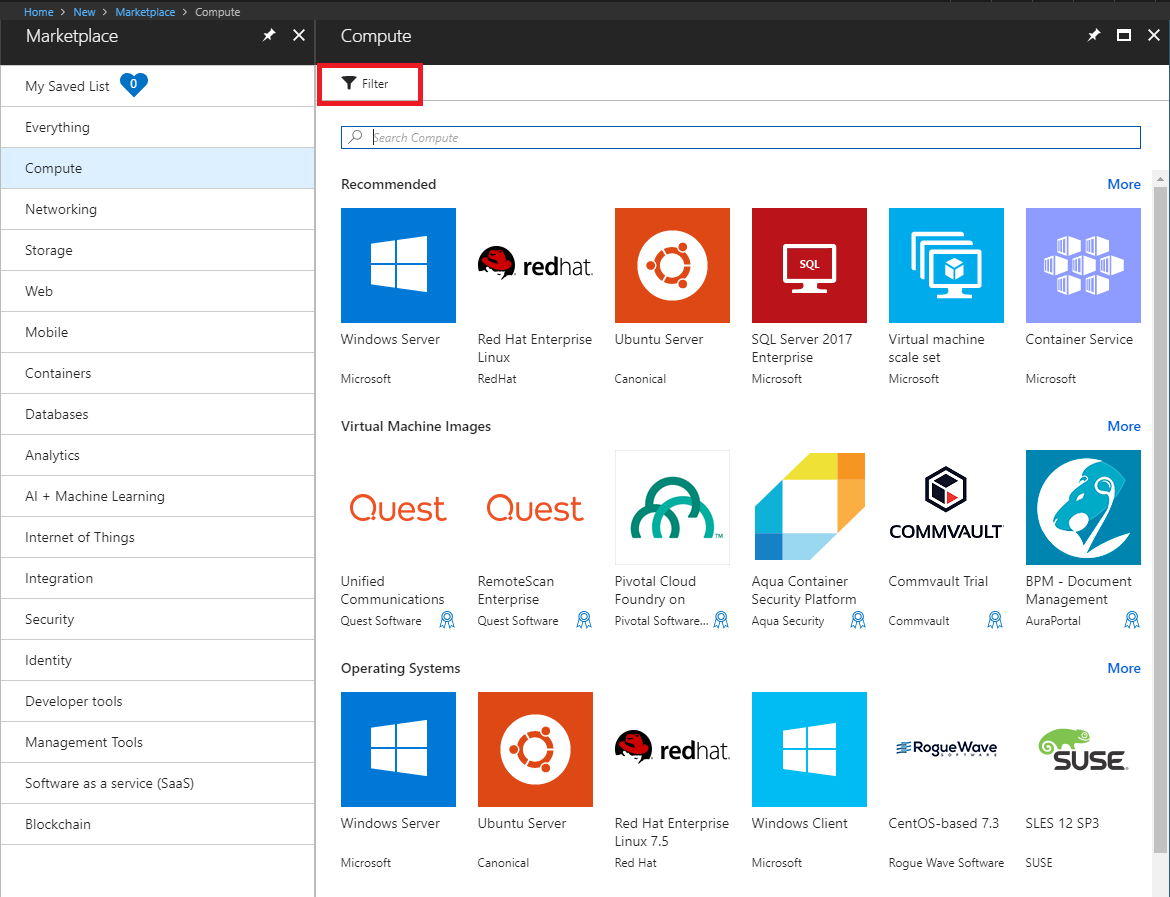 Home > New > Marketplace > Compute
Marketplace
Compute
My Saved List 0
Everything
Compute
Networking
Storage
Web
Mobile
Containers
Databases
Analytics
AI + Machine Learning
Internet of Things
Integration
Security
Identity
Developer tools
Management Tools
Software as a service (SaaS)
Blockchain
Filter
Search Compute
Recommended More
redhat.
SQL
Windows Server
Microsoft
Red Hat Enterprise
Linux
RedHat
Ubuntu Server
Canonical
SQL Server 2017
Enterprise
Microsoft
Virtual machine
scale set
Microsoft
Container Service
Microsoft
Virtual Machine Images More
Quest
Unified
Communications
Quest Software
Quest
RemoteScan
Enterprise
Quest Software
TM
Pivotal Cloud
Foundry on
Pivotal Software...
Aqua Container
Security Platform
Aqua Security
COMMVAULT
Commvault Trial
Commvault
BPM - Document
Management
AuraPortal
Operating Systems More
Windows Server
Microsoft
Ubuntu Server
Canonical
redhat.
Red Hat Enterprise
Linux 7.5
Red Hat
Windows Client
Microsoft
RogueWave
SOFTWARE
CentOS-based 7.3
Rogue Wave Software
SUSE
SLES 12 SP3
SUSE